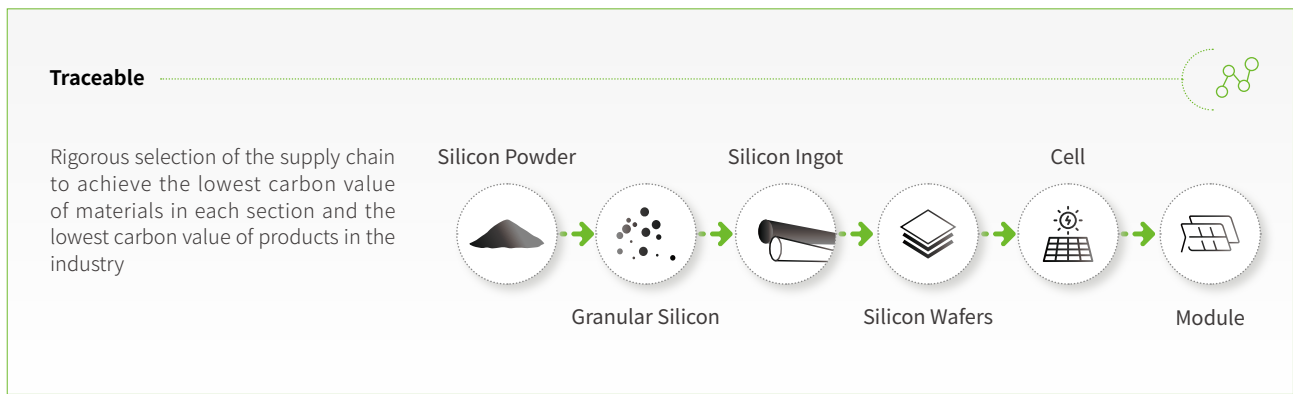 Traceable
Rigorous selection of the supply chain
to achieve the lowest carbon value
of materials in each section and the
lowest carbon value of products in the
industry
Silicon Powder
Granular Silicon
Silicon Ingot
Silicon Wafers
Cell
Module